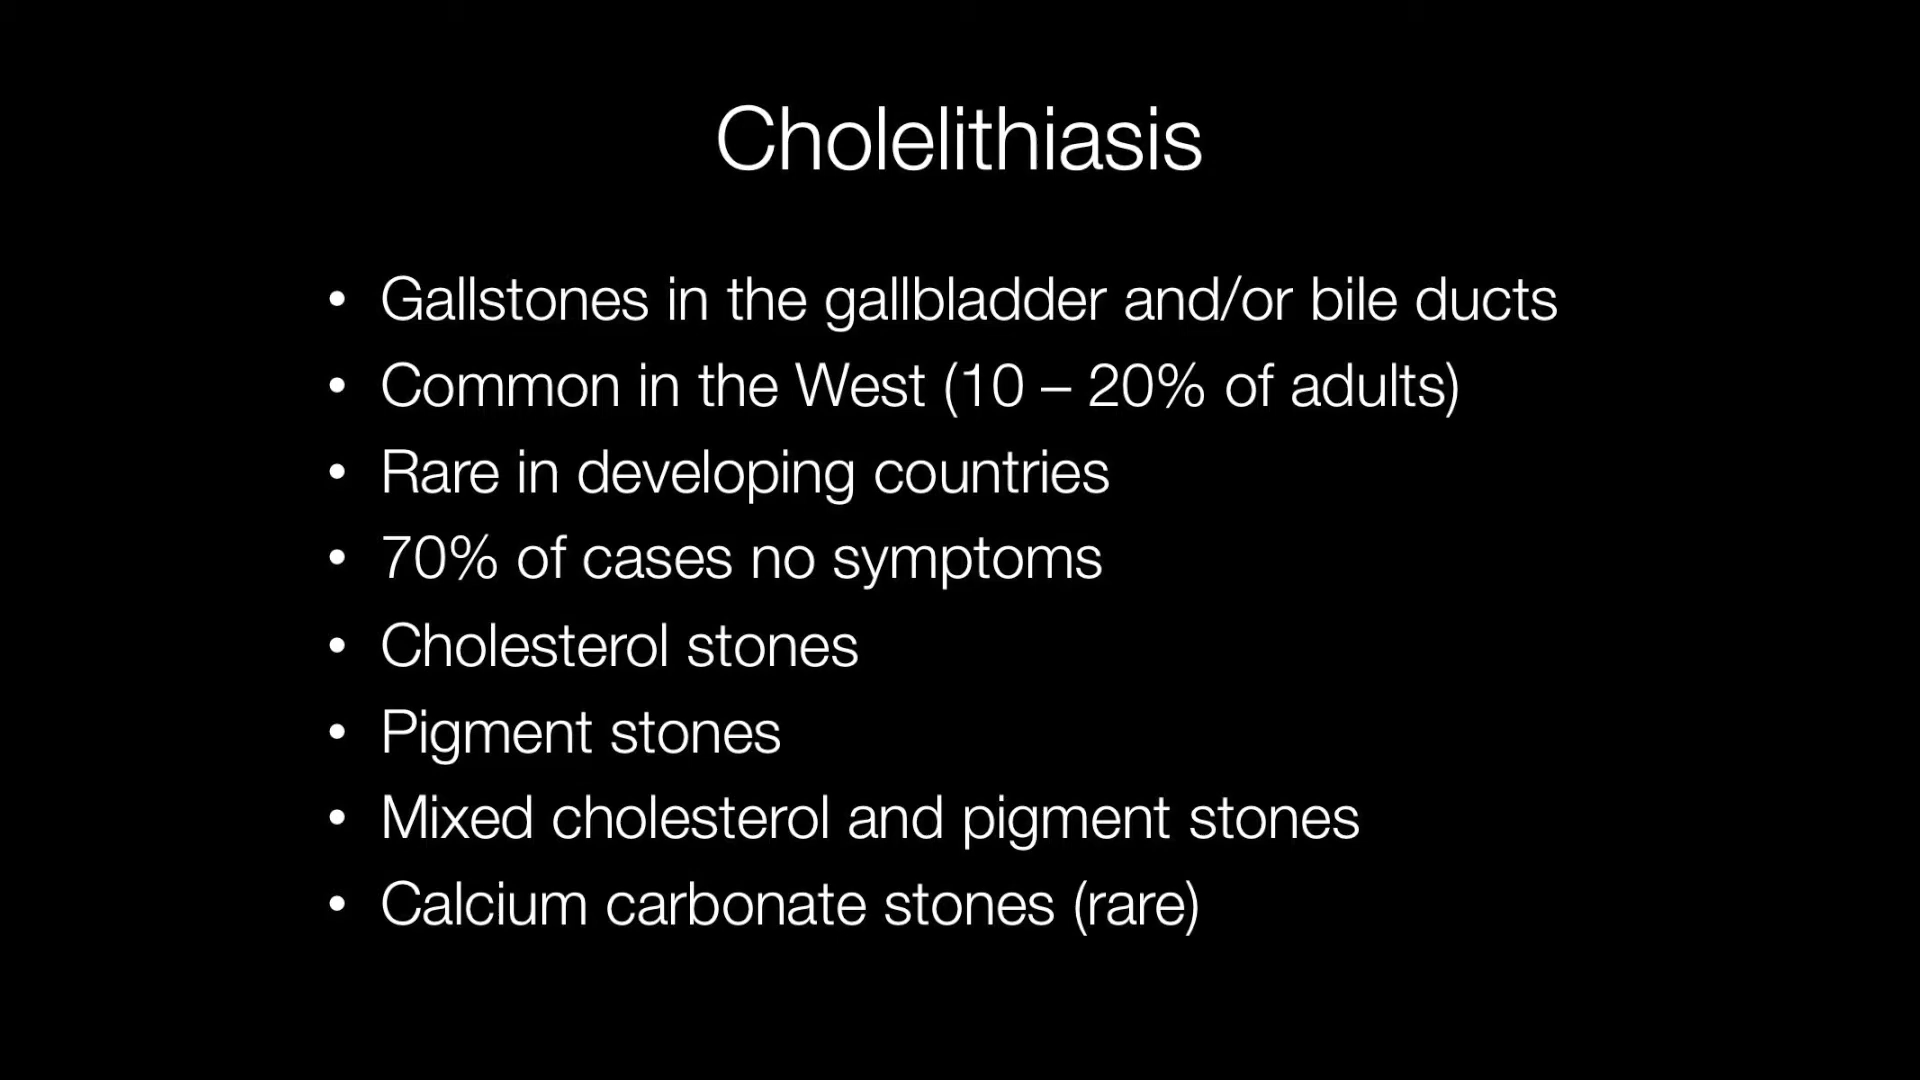 Cholelithiasis
• Gallstones in the gallbladder and/or bile ducts
• Common in the West (10 – 20% of adults)
• Rare in developing countries
• 70% of cases no symptoms
• Cholesterol stones
• Pigment stones
• Mixed cholesterol and pigment stones
• Calcium carbonate stones (rare)